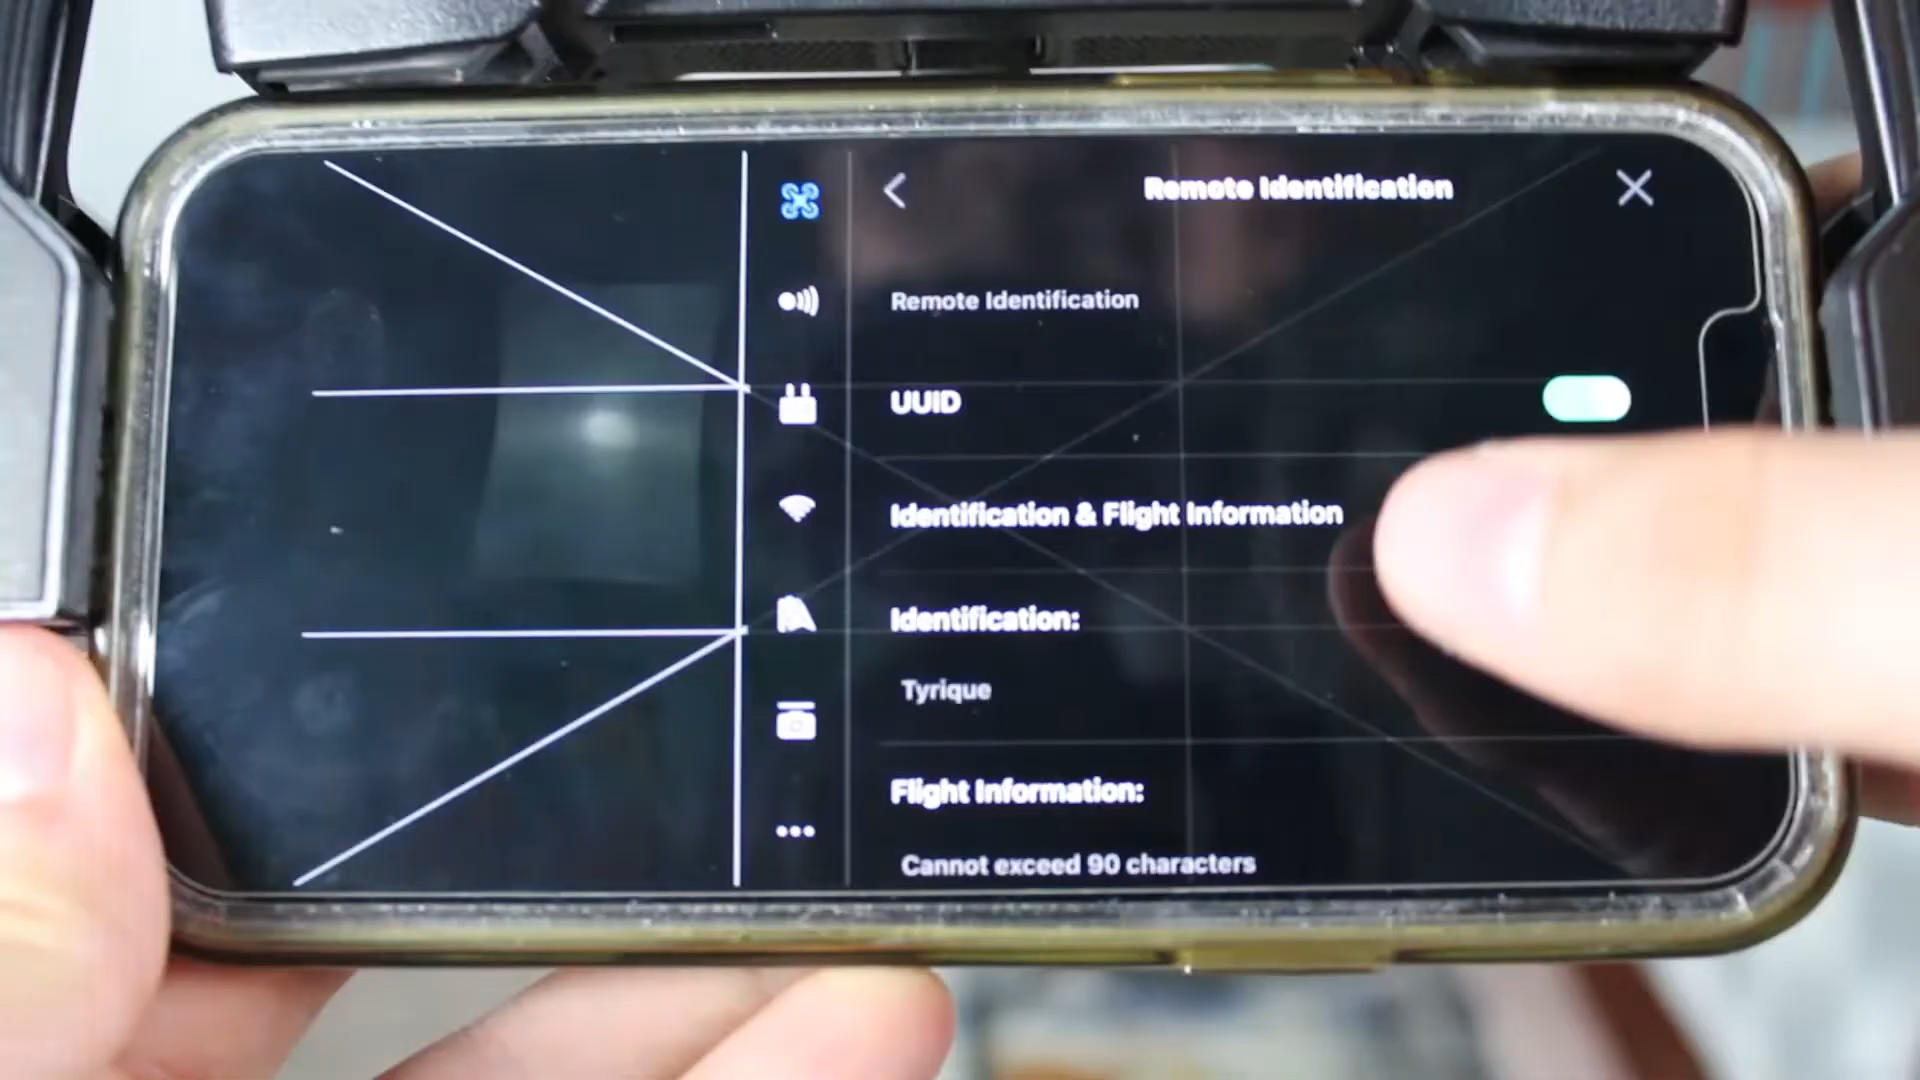 Remote Identification
Remote Identification
UUID
Identification & Flight Information
Identification:
Tyrique
Flight Information:
Cannot exceed 90 characters